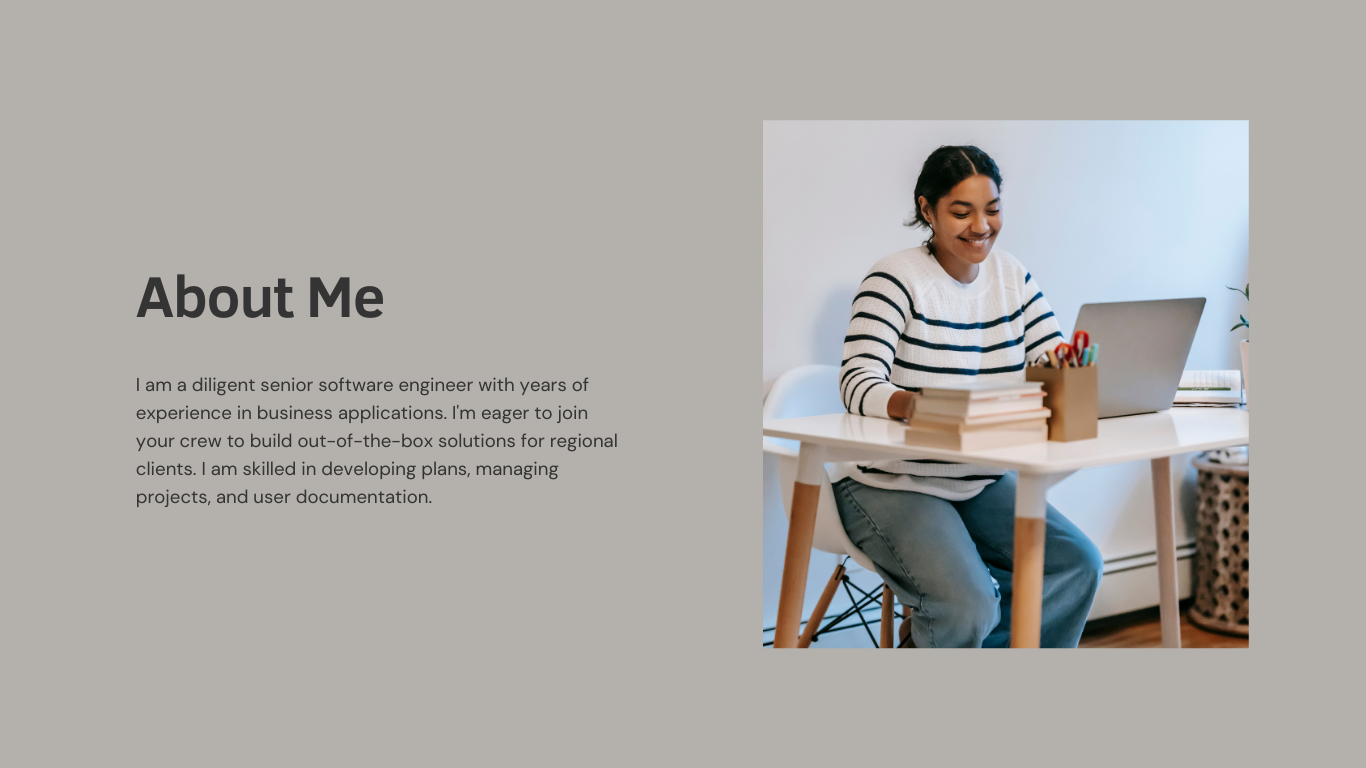 About Me
I am a diligent senior software engineer with years of
experience in business applications. I'm eager to join
your crew to build out-of-the-box solutions for regional
clients. I am skilled in developing plans, managing
projects, and user documentation.